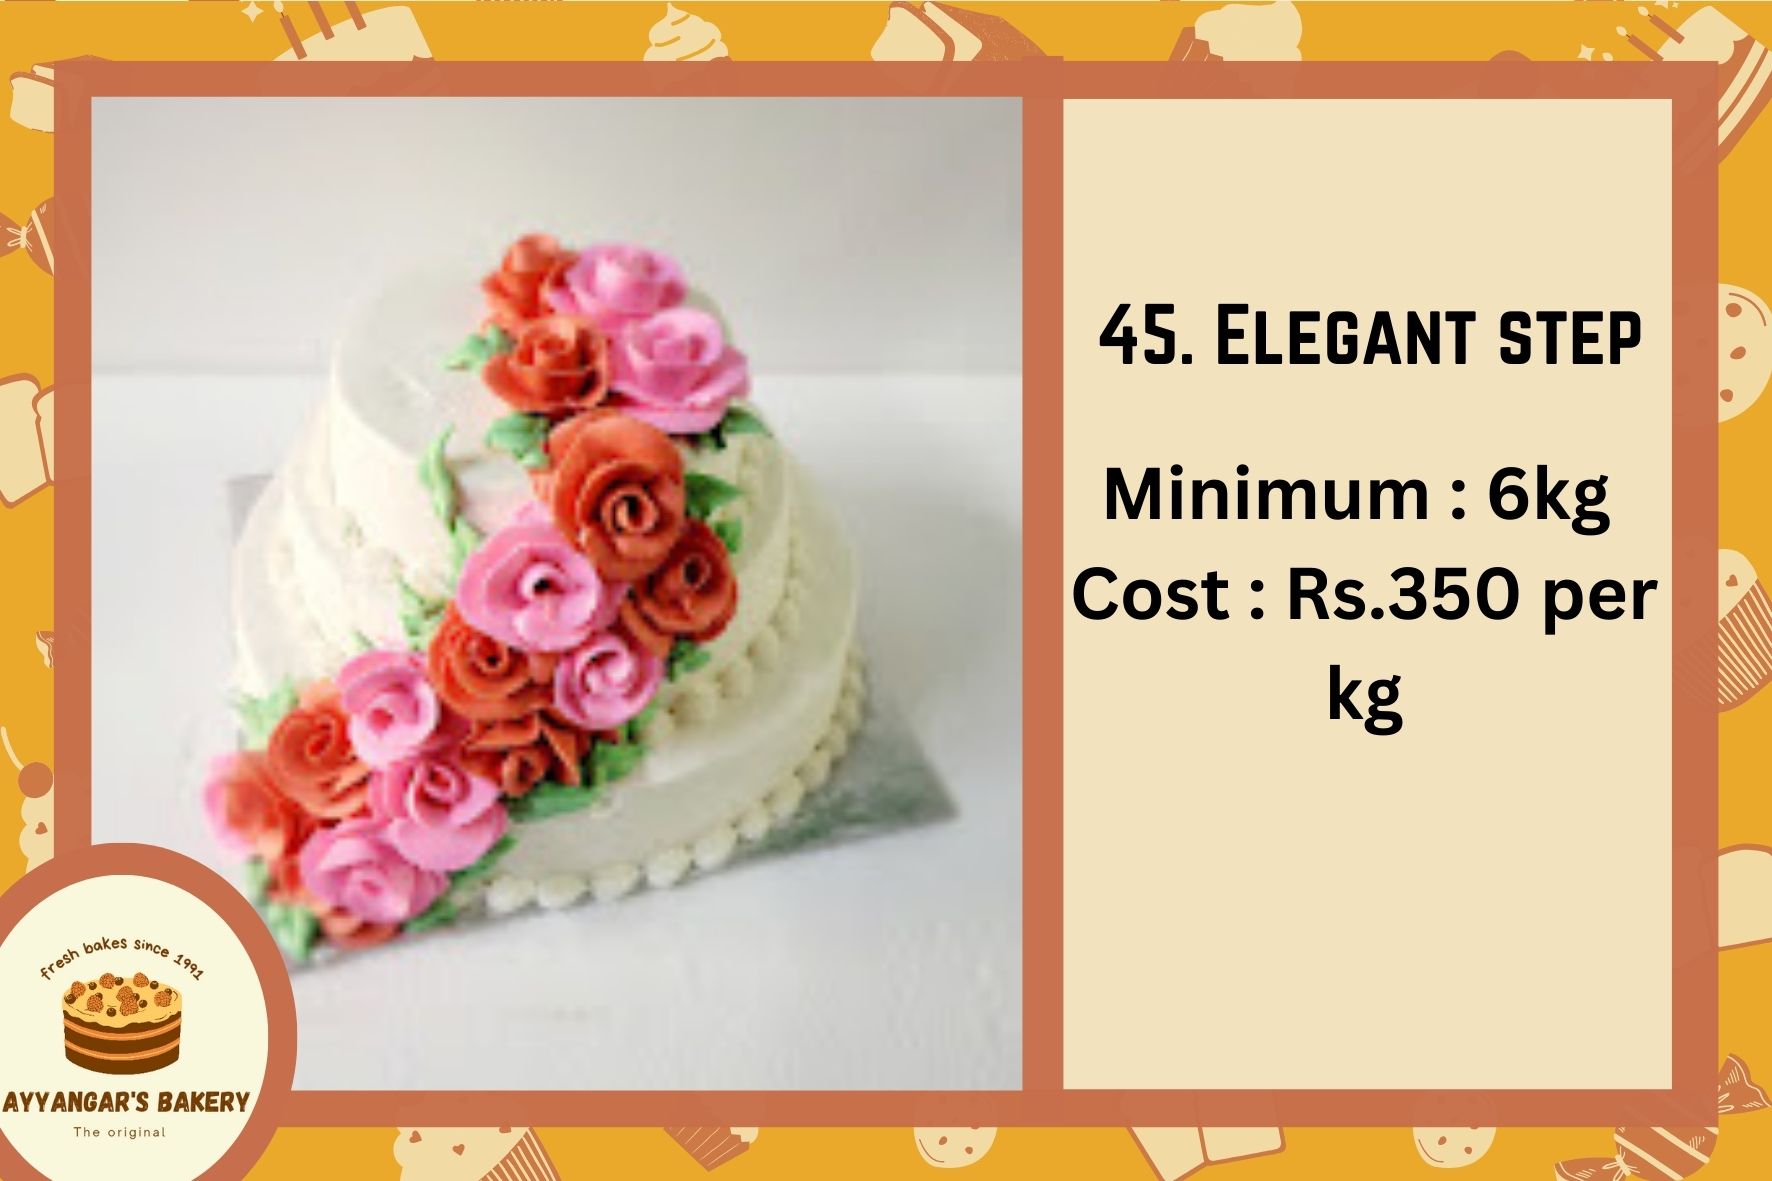 45. Elegant step
Minimum : 6kg
Cost : Rs.350 per
kg
fresh bakes since 1991
AYYANGAR'S BAKERY
The original